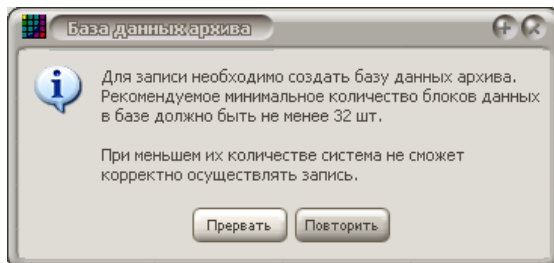 База данных архива
Для записи необходимо создать базу данных архива.
Рекомендуемое минимальное количество блоков данных
в базе должно быть не менее 32 шт.
При меньшем их количестве система не сможет
корректно осуществлять запись.
Прервать Повторить